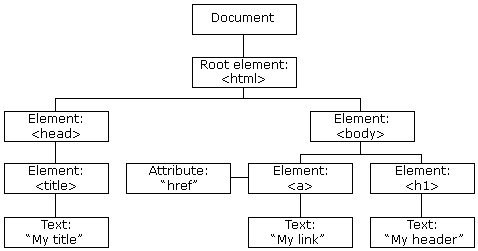 Document
Root element:
<html>
Element:
<head>
Element:
<body>
Element:
<title>
Attribute:
“href”
Element:
<a>
Element:
<h1>
Text:
“My title”
Text:
“My link”
Text:
“My header”